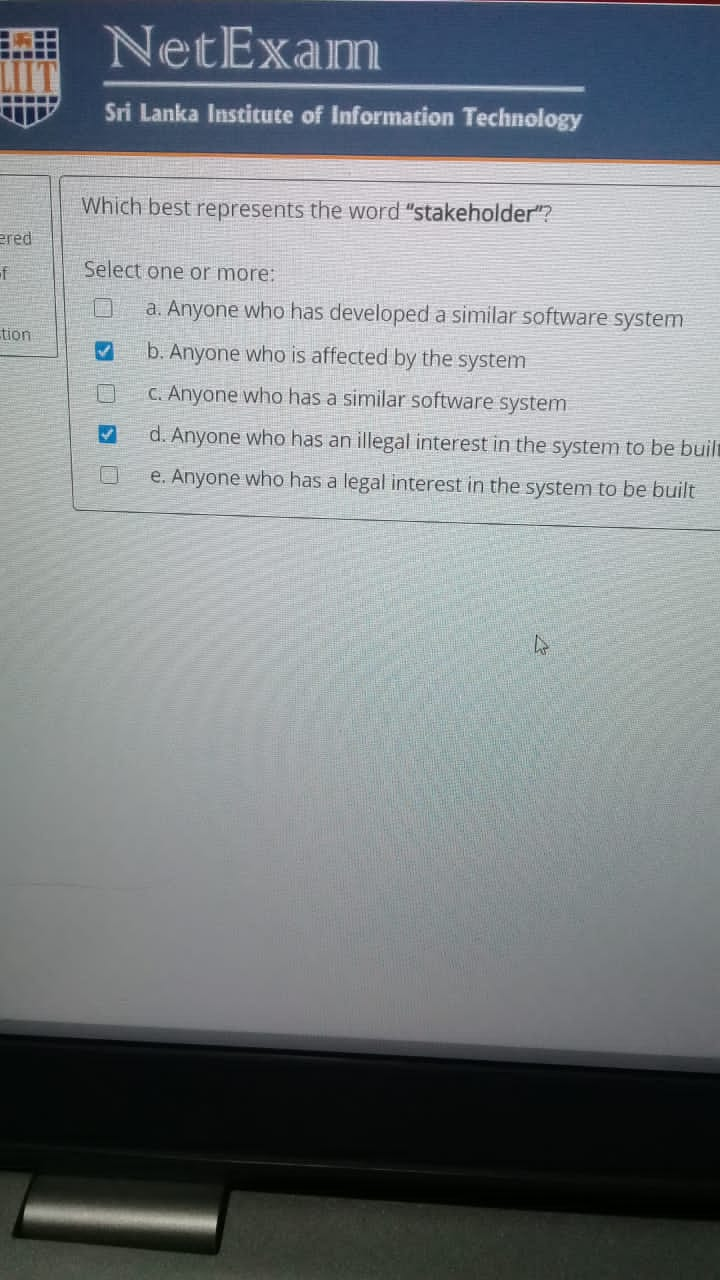 LIIT
NetExam
Sri Lanka Institute of Information Technology
ered
of
tion
Which best represents the word "stakeholder"?
Select one or more:
a. Anyone who has developed a similar software system
b. Anyone who is affected by the system
c. Anyone who has a similar software system
d. Anyone who has an illegal interest in the system to be built
e. Anyone who has a legal interest in the system to be built